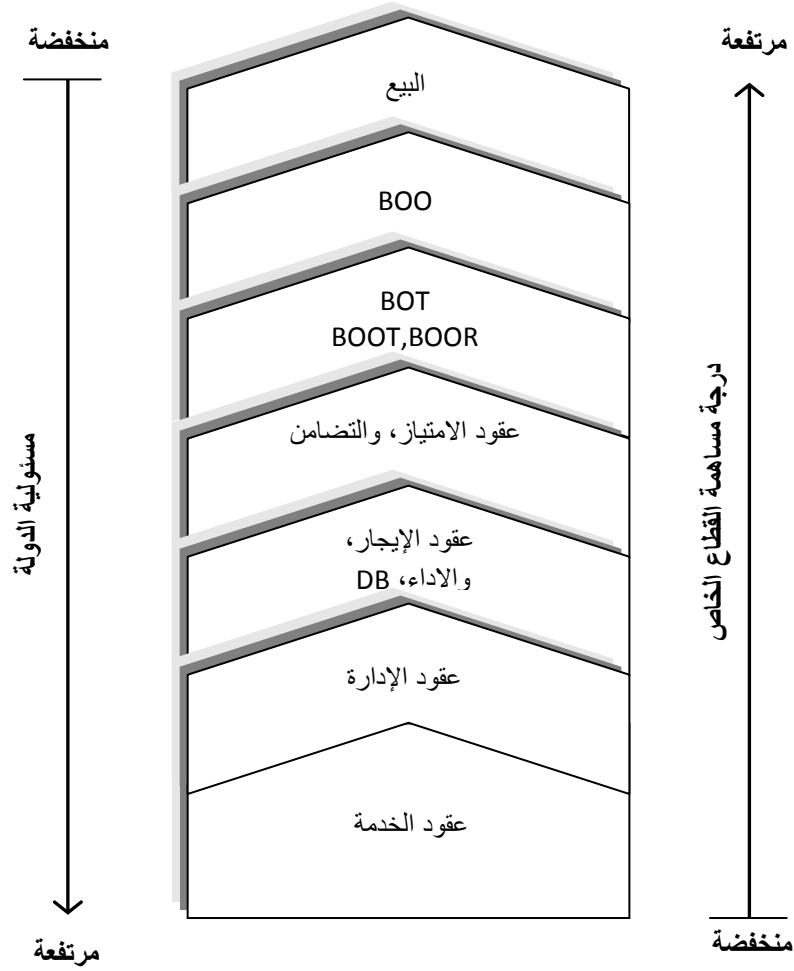 مرتفعة
منخفضة
البيع
BOO
BOT
BOOT,BOOR
عقود الامتياز، والتضامن
عقود الإيجار،
والاداء، DB
عقود الإدارة
عقود الخدمة
درجة مساهمة القطاع الخاص
مسئولية الدولة
منخفضة
مرتفعة